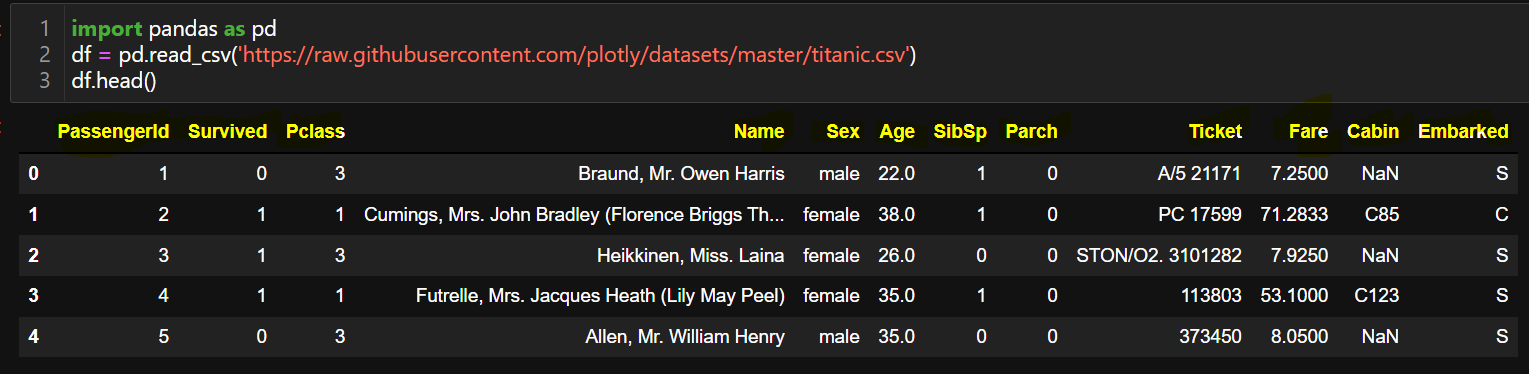 1 import pandas as pd
2 df = pd.read_csv('https://raw.githubusercontent.com/plotly/datasets/master/titanic.csv')
3 df.head()
PassengerId Survived Pclass Name Sex Age SibSp Parch Ticket Fare Cabin Embarked
0 1 0 3 Braund, Mr. Owen Harris male 22.0 1 0 A/5 21171 7.2500 NaN S
1 2 1 1 Cumings, Mrs. John Bradley (Florence Briggs Th... female 38.0 1 0 PC 17599 71.2833 C85 C
2 3 1 3 Heikkinen, Miss. Laina female 26.0 0 0 STON/O2. 3101282 7.9250 NaN S
3 4 1 1 Futrelle, Mrs. Jacques Heath (Lily May Peel) female 35.0 1 0 113803 53.1000 C123 S
4 5 0 3 Allen, Mr. William Henry male 35.0 0 0 373450 8.0500 NaN S